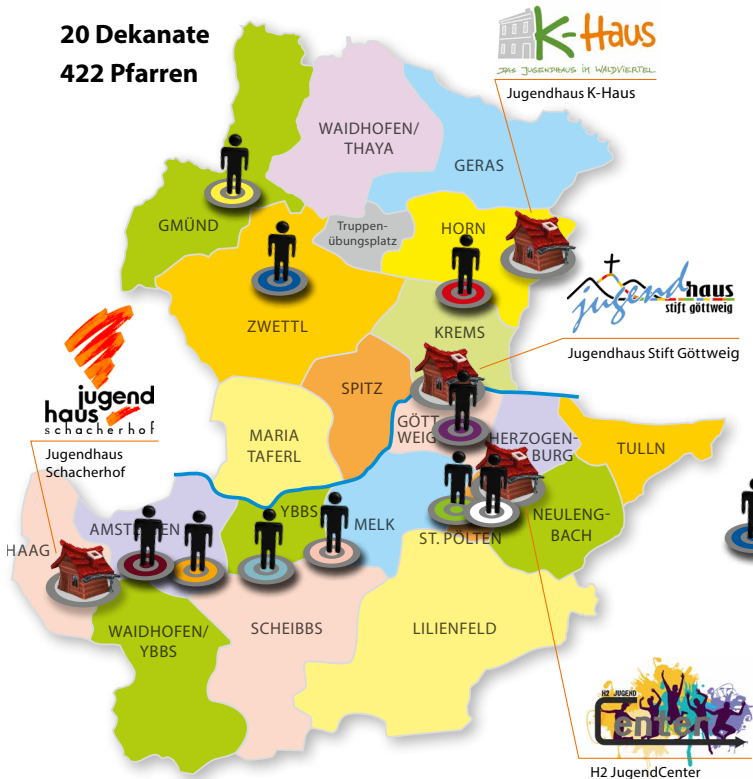 20 Dekanate
422 Pfarren
K-Haus
DAS JUGENDHAUS IM WALDVIERTEL
Jugendhaus K-Haus
WAIDHOFEN/
THAYA
GERAS
GMÜND
Truppen-
übungsplatz
HORN
jugendhaus
stift göttweig
Jugendhaus Stift Göttweig
ZWETTL
KREMS
jugend
haus
schacherhof
Jugendhaus
Schacherhof
SPITZ
MARIA
TAFERL
GÖTT
WEIG
HERZOGEN-
BURG
TULLN
HAAG
YBBS
MELK
ST. PÖLTEN
NEULENG-
BACH
WAIDHOFEN/
YBBS
SCHEIBBS
LILIENFELD
H2 JUGEND
Center
H2 JugendCenter